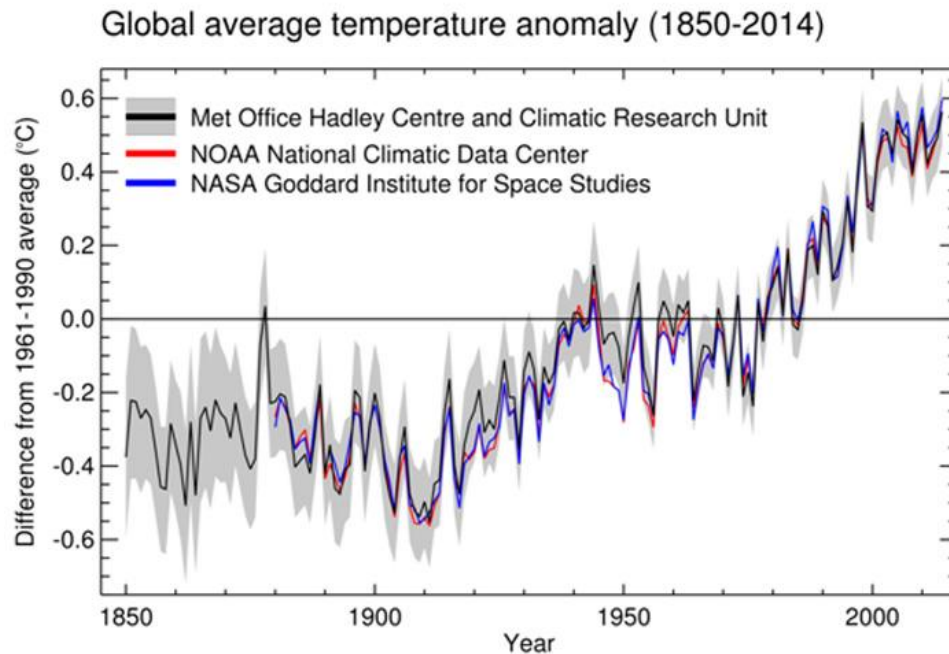 Global average temperature anomaly (1850-2014)
0.6
Met Office Hadley Centre and Climatic Research Unit
NOAA National Climatic Data Center
NASA Goddard Institute for Space Studies
0.4
0.2
0.0
-0.2
-0.4
-0.6
Difference from 1961-1990 average (°C)
1850 1900 1950 2000
Year